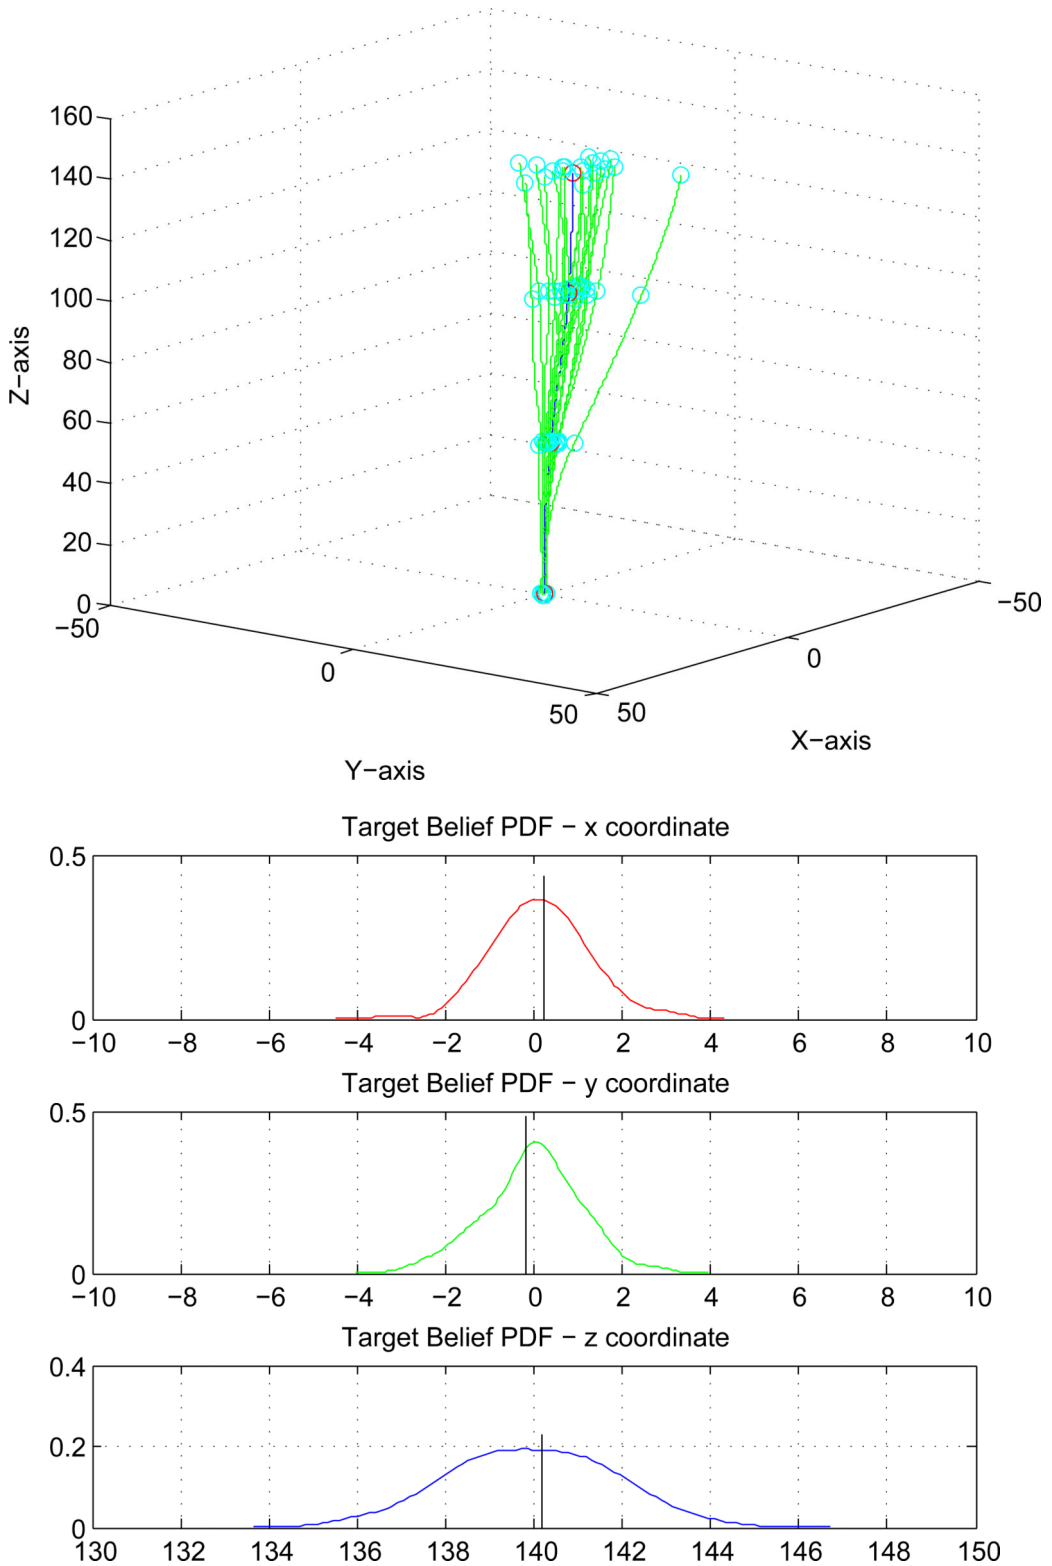 160
140
120
100
80
60
40
20
0
Z−axis
−50
0
50
Y−axis
50
0
−50
X−axis
Target Belief PDF − x coordinate
0.5
0
−10 −8 −6 −4 −2 0 2 4 6 8 10
Target Belief PDF − y coordinate
0.5
0
−10 −8 −6 −4 −2 0 2 4 6 8 10
Target Belief PDF − z coordinate
0.4
0.2
0
130 132 134 136 138 140 142 144 146 148 150